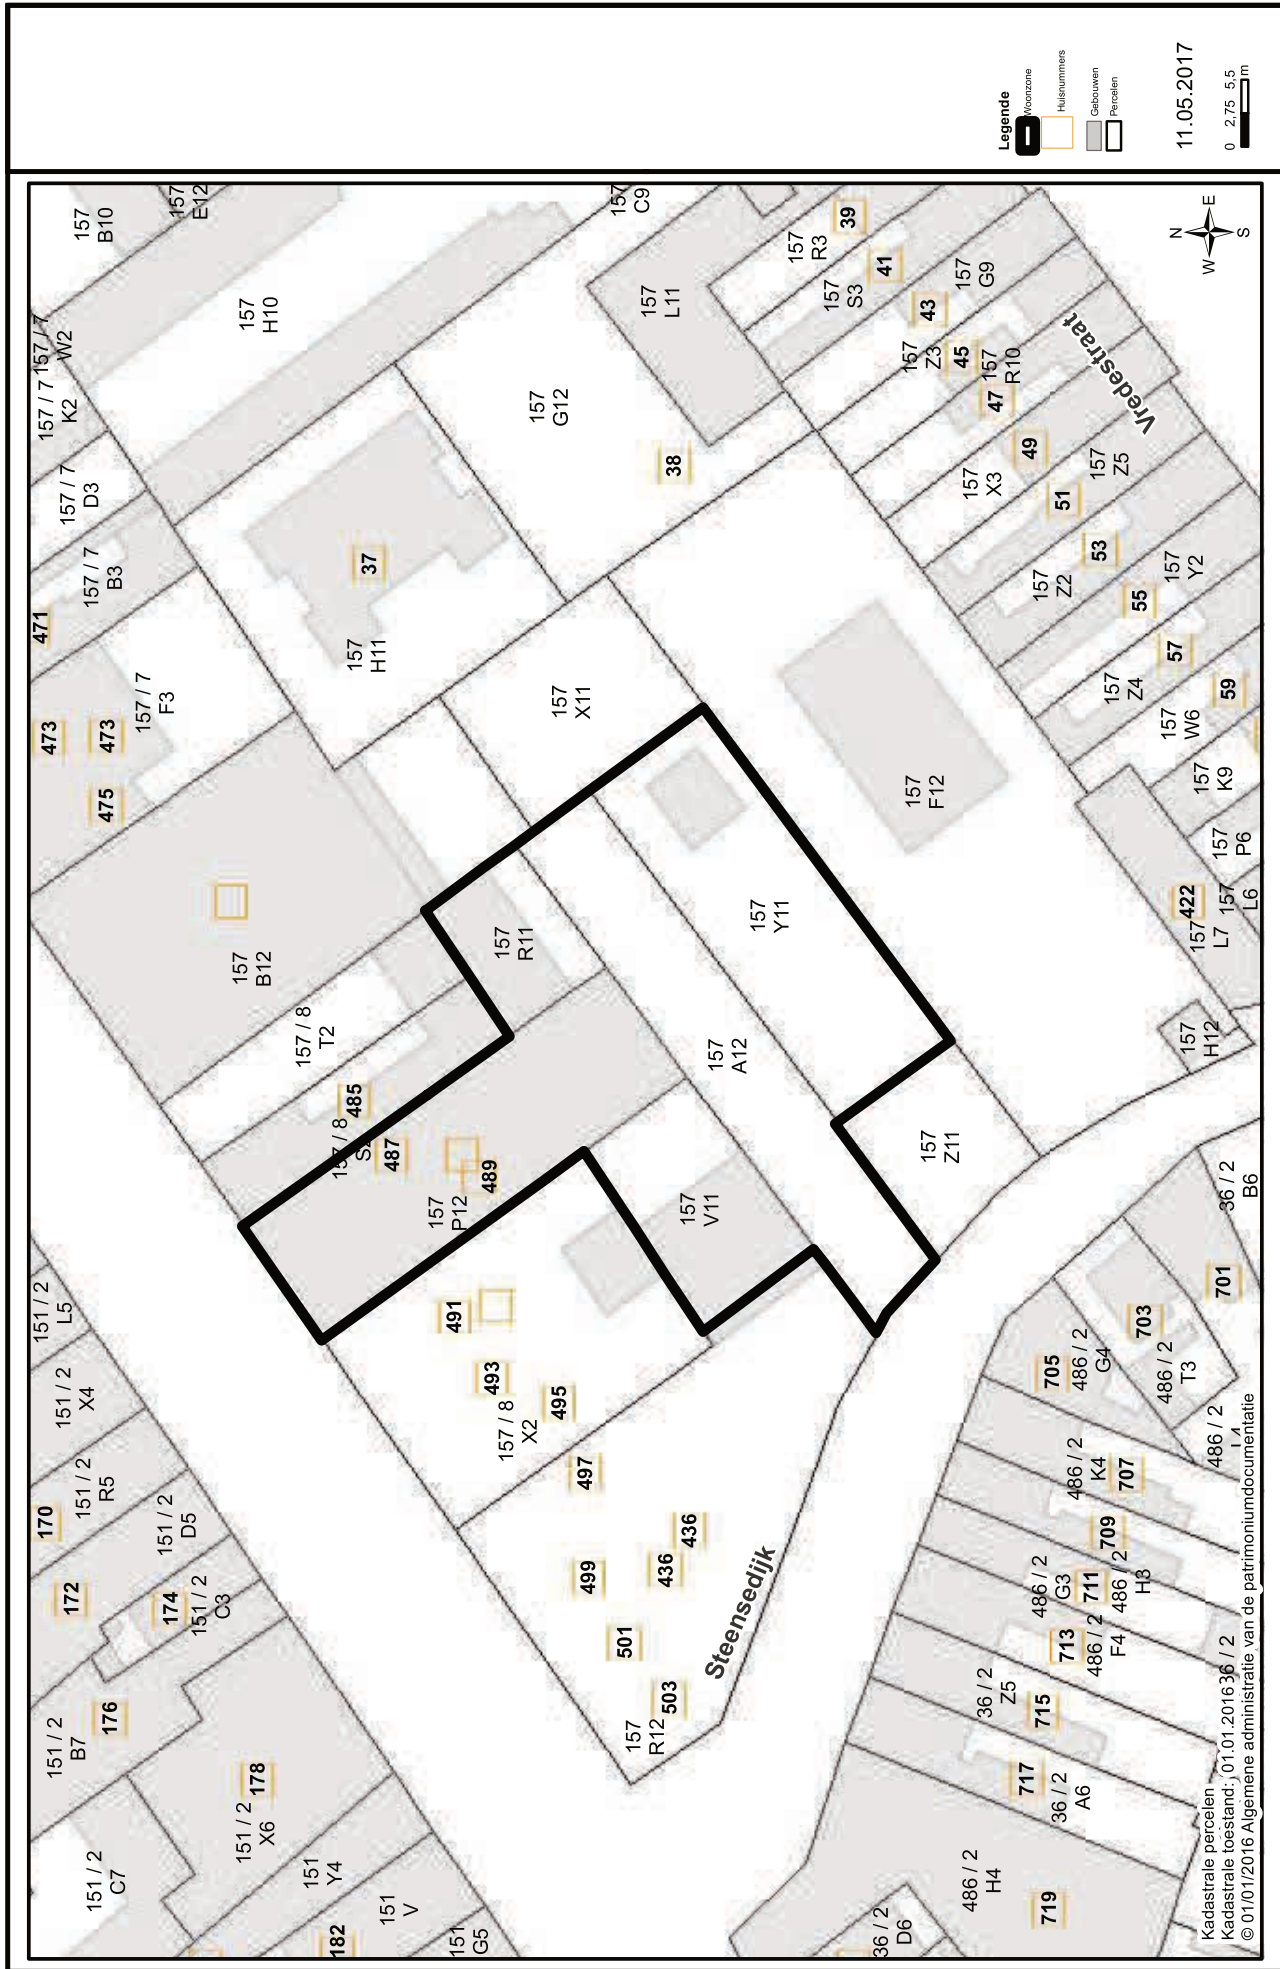 Legende
Woonzone
Huisnummers
Gebouwen
Percelen
11.05.2017
0 2,75 5,5
m
N
E
S
W
157
B10
157
E12
157
H10
157 / 7
W2
157 / 7
K2
157 / 7
D3
157 / 7
B3
471
473
473
475
157 / 7
F3
157
C9
157
L11
157
G12
38
37
157
H11
157
X11
157
R3
39
157
S3
41
43
157
G9
157
Z3
45
157
R10
47
49
157
X3
51
157
Z5
53
157
Z2
157
Y2
55
57
157
Z4
59
157
W6
157
K9
157
P6
157
L6
422
157
L7
157
H12
Vredestraat
157
F12
157
Y11
157
R11
157
B12
157 / 8
T2
485
157 / 8
487
489
157
P12
157
A12
157
Z11
157
V11
491
493
495
157 / 8
X2
497
499
436
436
501
503
157
R12
Steensedijk
151 / 2
L5
151 / 2
X4
151 / 2
R5
170
151 / 2
D5
172
174
151 / 2
C3
176
151 / 2
B7
178
151 / 2
X6
151 / 2
C7
151
Y4
151
V
182
151
G5
36 / 2
B6
701
703
486 / 2
T3
705
486 / 2
G4
486 / 2
486 / 2
K4
707
709
486 / 2
H3
711
486 / 2
G3
713
486 / 2
F4
36 / 2
Z5
715
717
36 / 2
A6
36 / 2
486 / 2
H4
719
36 / 2
D6
Kadastrale percelen
Kadastrale toestand: 01.01.2016
© 01/01/2016 Algemene administratie van de patrimoniumdocumentatie